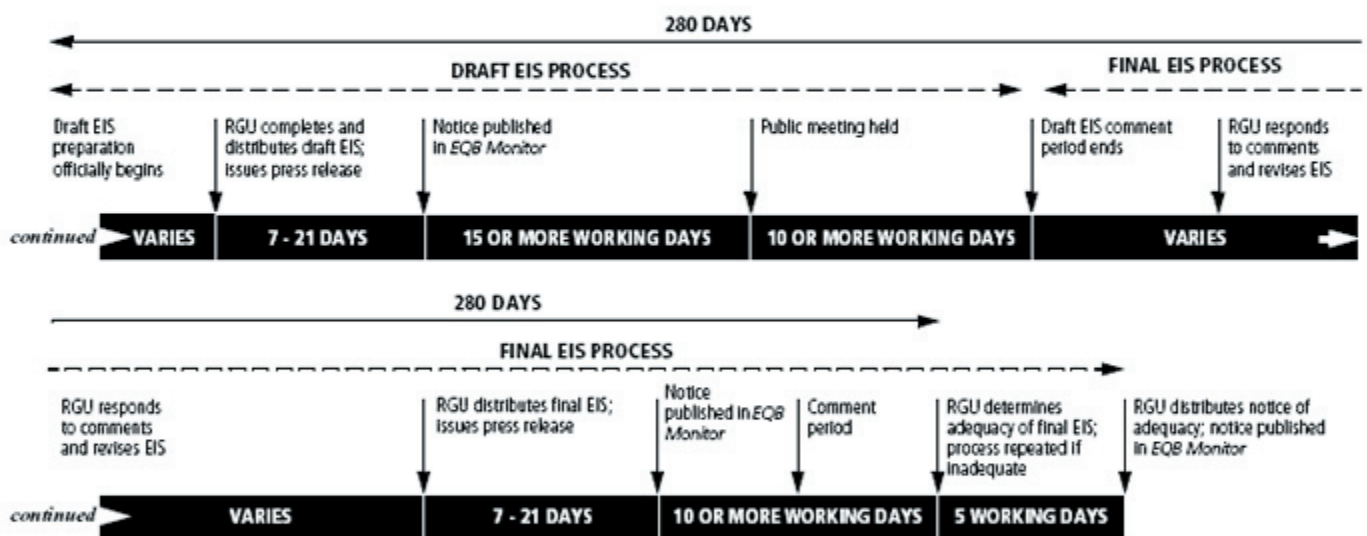 280 DAYS
DRAFT EIS PROCESS
FINAL EIS PROCESS
Draft EIS
preparation
officially begins
RGU completes and
distributes draft EIS;
issues press release
Notice published
in EQB Monitor
Public meeting held
Draft EIS comment
period ends
RGU responds
to comments
and revises EIS
continued
VARIES
7 - 21 DAYS
15 OR MORE WORKING DAYS
10 OR MORE WORKING DAYS
VARIES
280 DAYS
FINAL EIS PROCESS
RGU responds
to comments
and revises EIS
RGU distributes final EIS;
issues press release
Notice
published in EQB
Monitor
Comment
period
RGU determines
adequacy of final EIS;
process repeated if
inadequate
RGU distributes notice of
adequacy; notice published
in EQB Monitor
continued
VARIES
7 - 21 DAYS
10 OR MORE WORKING DAYS
5 WORKING DAYS